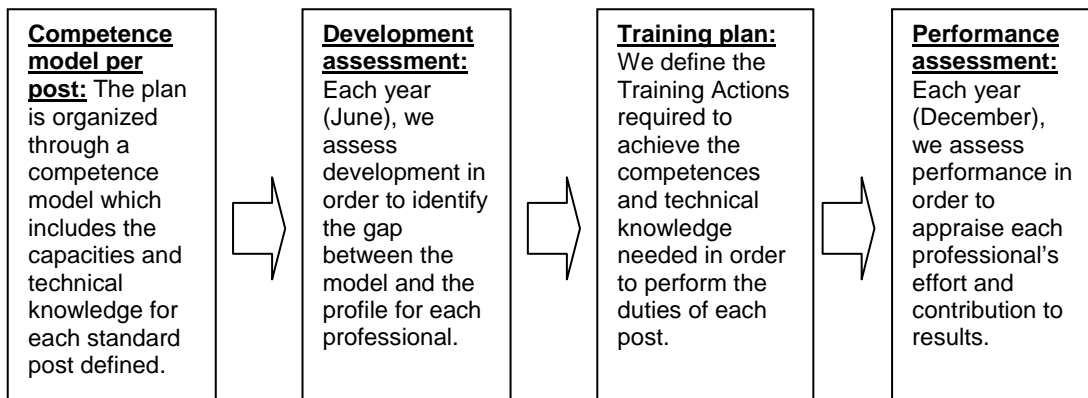 Competence
model per
post: The plan
is organized
through a
competence
model which
includes the
capacities and
technical
knowledge for
each standard
post defined.
Development
assessment:
Each year
(June), we
assess
development in
order to identify
the gap
between the
model and the
profile for each
professional.
Training plan:
We define the
Training Actions
required to
achieve the
competences
and technical
knowledge
needed in order
to perform the
duties of each
post.
Performance
assessment:
Each year
(December),
we assess
performance in
order to
appraise each
professional’s
effort and
contribution to
results.